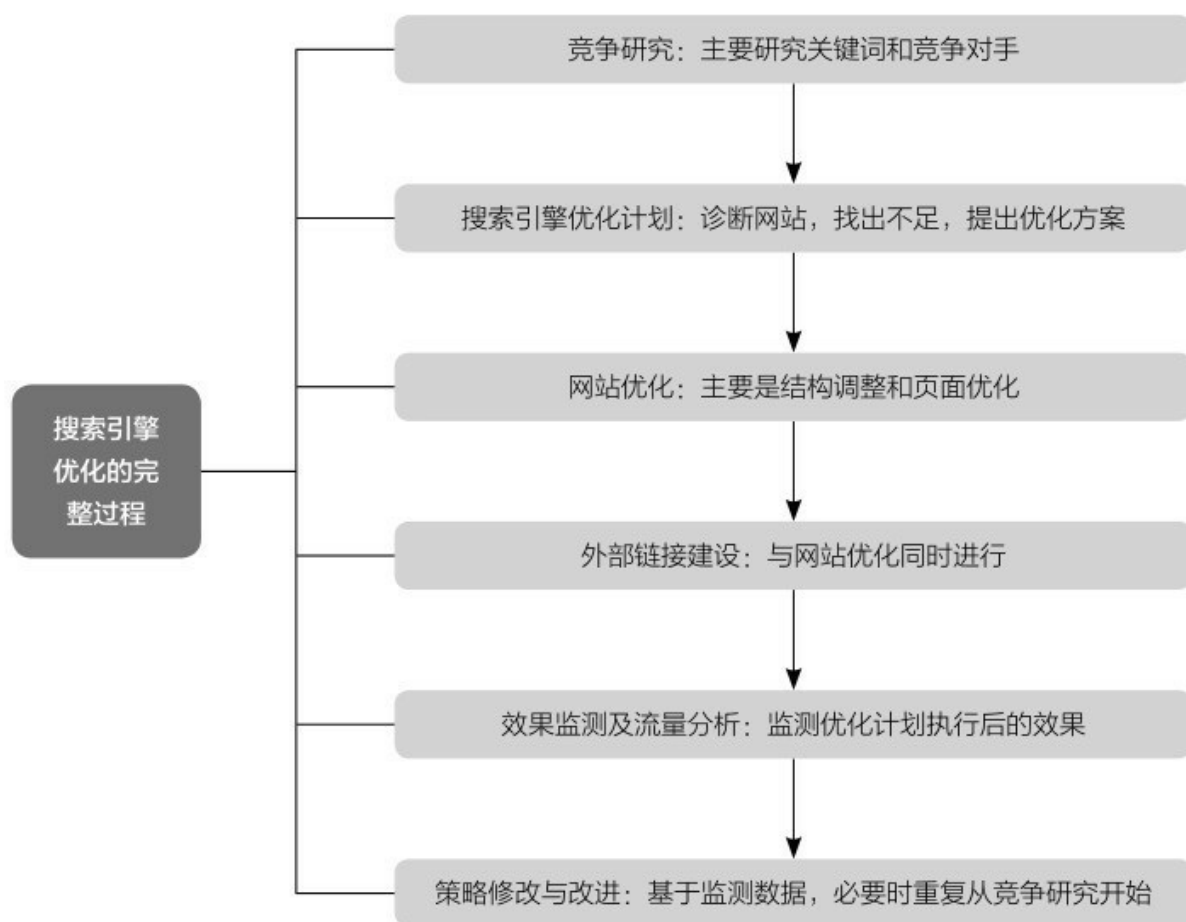 竞争研究：主要研究关键词和竞争对手
搜索引擎优化计划：诊断网站，找出不足，提出优化方案
网站优化：主要是结构调整和页面优化
搜索引擎
优化的完
整过程
外部链接建设：与网站优化同时进行
效果监测及流量分析：监测优化计划执行后的效果
策略修改与改进：基于监测数据，必要时重复从竞争研究开始